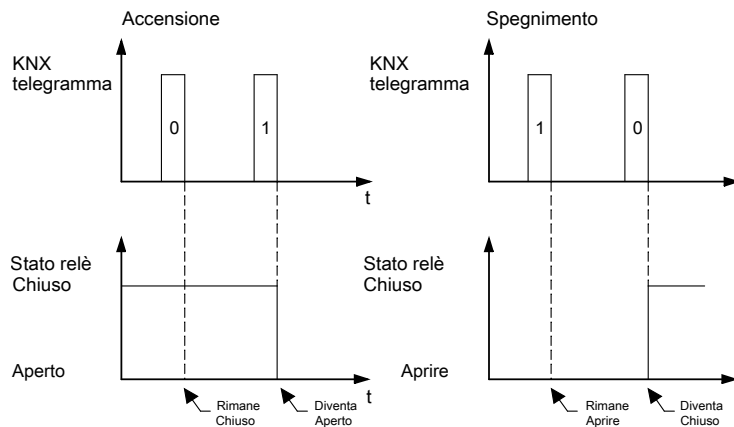 Accensione
KNX
telegramma
0
1
t
Stato relè
Chiuso
Aperto
t
Rimane
Chiuso
Diventa
Aperto
Spegnimento
KNX
telegramma
1
0
Stato relè
Chiuso
Aprire
Rimane
Aprire
Diventa
Chiuso